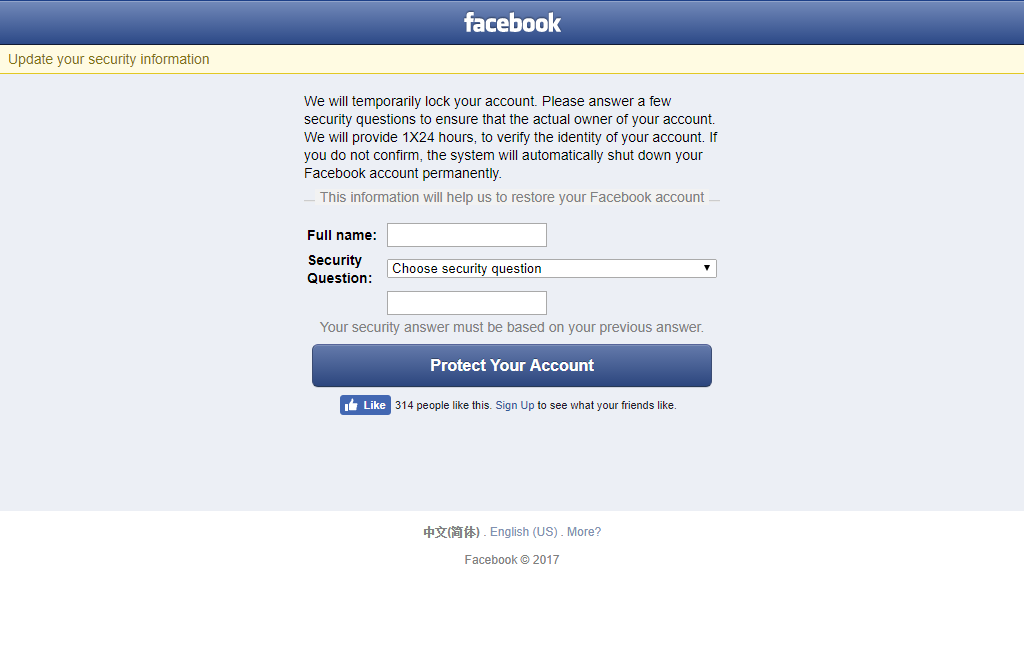 facebook
Update your security information
We will temporarily lock your account. Please answer a few
security questions to ensure that the actual owner of your account.
We will provide 1X24 hours, to verify the identity of your account. If
you do not confirm, the system will automatically shut down your
Facebook account permanently.
This information will help us to restore your Facebook account
Full name:
Security
Question:
Choose security question
Your security answer must be based on your previous answer.
Protect Your Account
Like 314 people like this. Sign Up to see what your friends like.
中文(简体) . English (US) . More?
Facebook © 2017